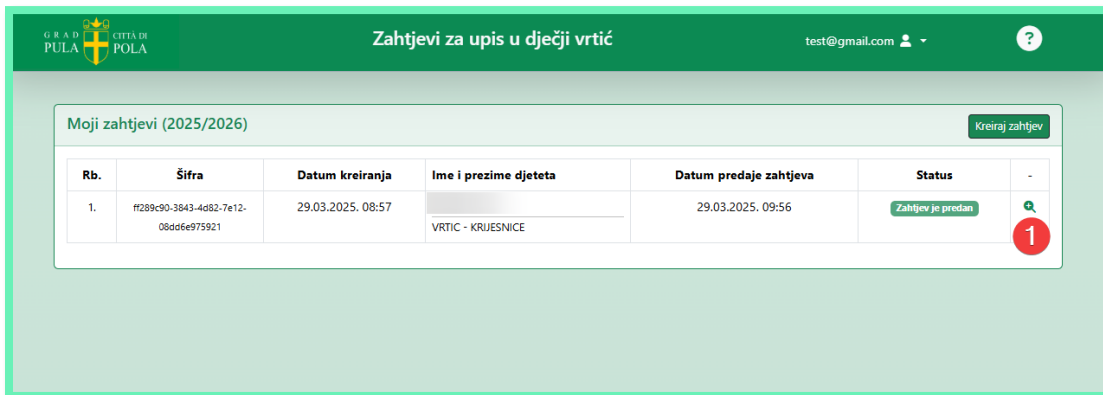 GRAD PULA CITTÀ DI POLA
Zahtjevi za upis u dječji vrtić
test@gmail.com
?
Moji zahtjevi (2025/2026)
Kreiraj zahtjev
Rb. Šifra Datum kreiranja Ime i prezime djeteta Datum predaje zahtjeva Status -
1. ff289c90-3843-4d82-7e12- 29.03.2025. 08:57 29.03.2025. 09:56 Zahtjev je predan
08dd6e975921 VRTIC - KRIJESNICE
1